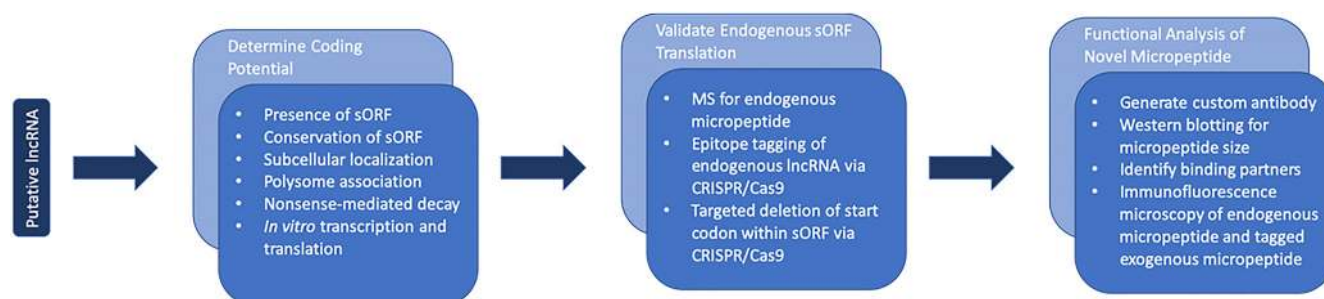 Putative lncRNA
Determine Coding
Potential
• Presence of sORF
• Conservation of sORF
• Subcellular localization
• Polysome association
• Nonsense-mediated decay
• In vitro transcription and
translation
Validate Endogenous sORF
Translation
• MS for endogenous
micropeptide
• Epitope tagging of
endogenous lncRNA via
CRISPR/Cas9
• Targeted deletion of start
codon within sORF via
CRISPR/Cas9
Functional Analysis of
Novel Micropeptide
• Generate custom antibody
• Western blotting for
micropeptide size
• Identify binding partners
• Immunofluorescence
microscopy of endogenous
micropeptide and tagged
exogenous micropeptide